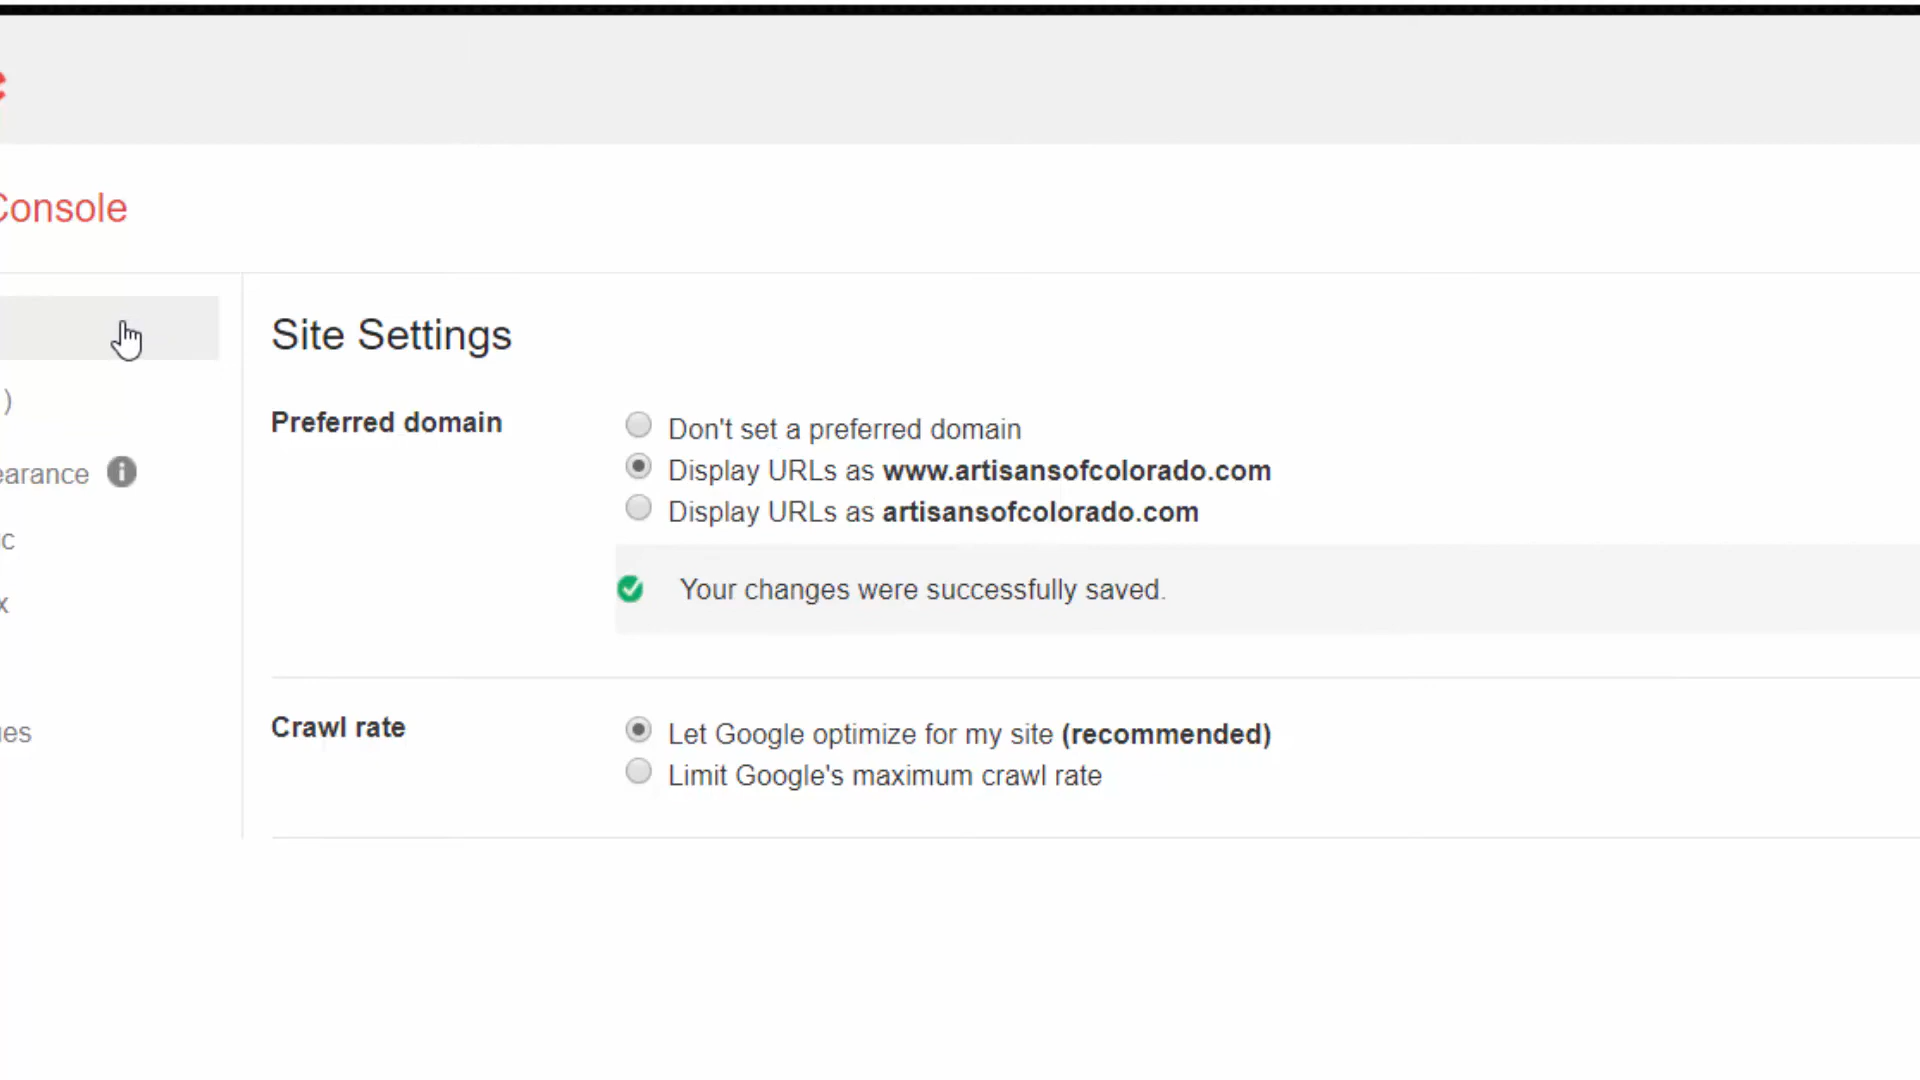 Console
Site Settings
)
Preferred domain
Don't set a preferred domain
Display URLs as www.artisansofcolorado.com
Display URLs as artisansofcolorado.com
earance
c
Your changes were successfully saved.
x
Crawl rate
Let Google optimize for my site (recommended)
Limit Google's maximum crawl rate
ues